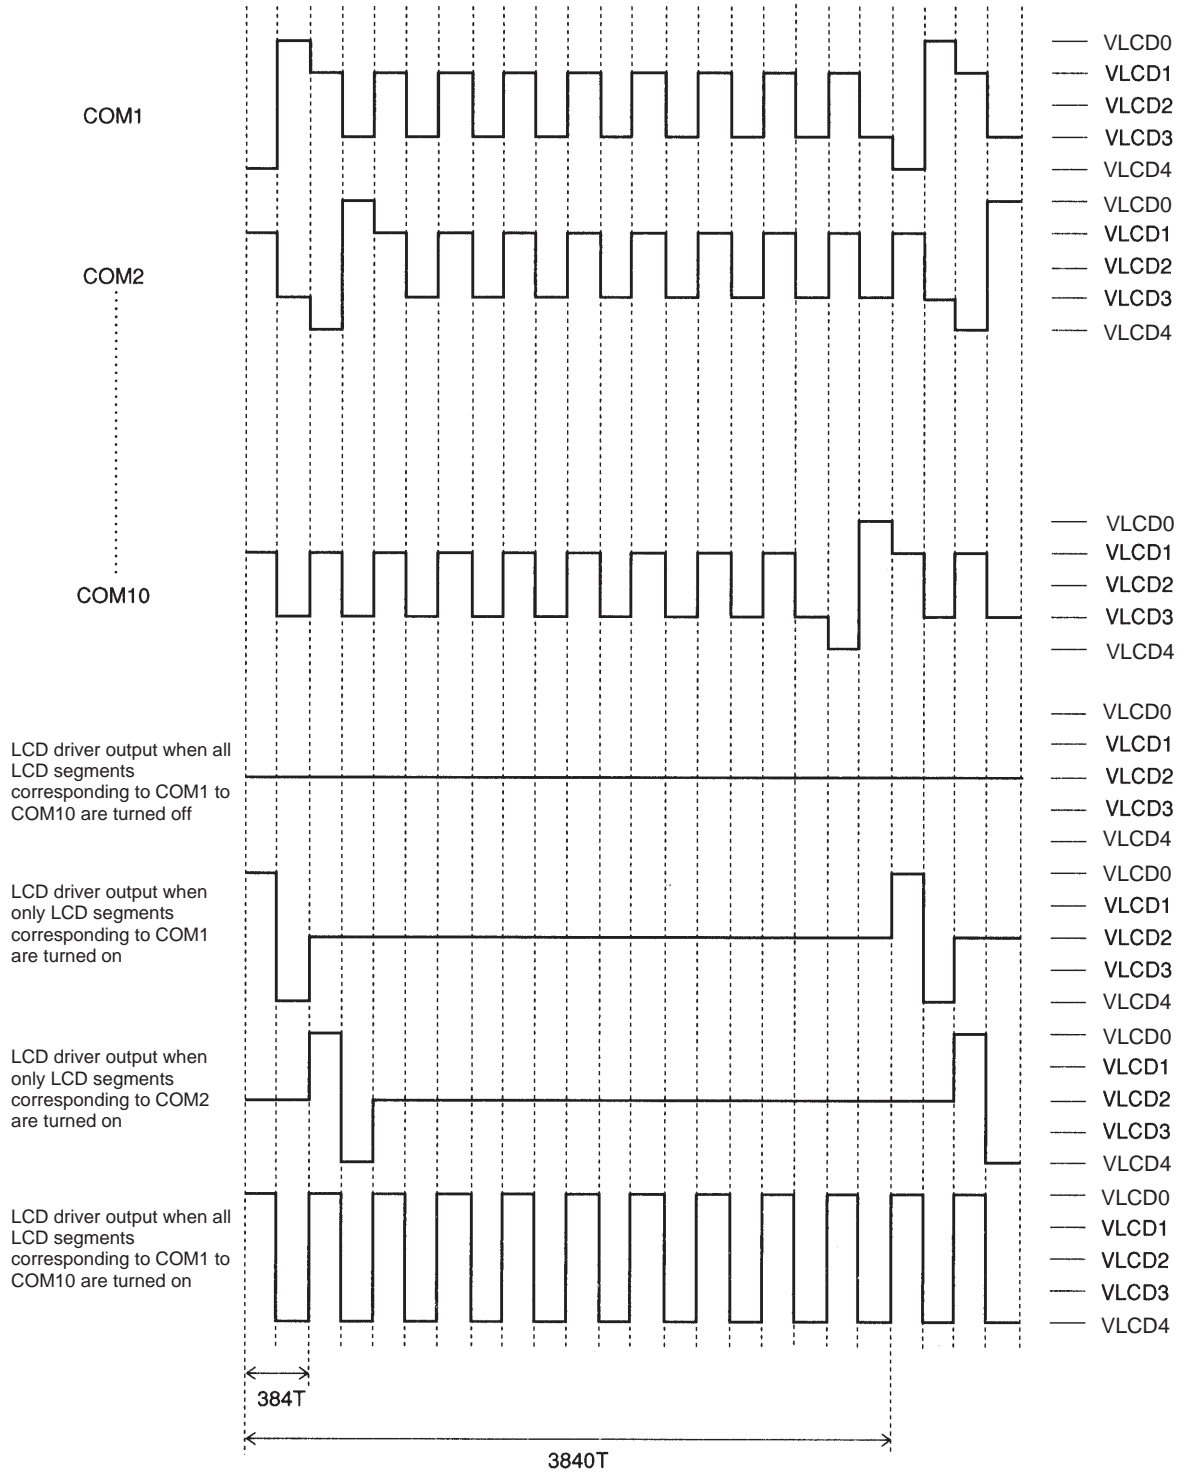 COM1
VLCD0
VLCD1
VLCD2
VLCD3
VLCD4
COM2
VLCD0
VLCD1
VLCD2
VLCD3
VLCD4
COM10
VLCD0
VLCD1
VLCD2
VLCD3
VLCD4
LCD driver output when all
LCD segments
corresponding to COM1 to
COM10 are turned off
VLCD0
VLCD1
VLCD2
VLCD3
VLCD4
LCD driver output when
only LCD segments
corresponding to COM1
are turned on
VLCD0
VLCD1
VLCD2
VLCD3
VLCD4
LCD driver output when
only LCD segments
corresponding to COM2
are turned on
VLCD0
VLCD1
VLCD2
VLCD3
VLCD4
LCD driver output when all
LCD segments
corresponding to COM1 to
COM10 are turned on
VLCD0
VLCD1
VLCD2
VLCD3
VLCD4
384T
3840T